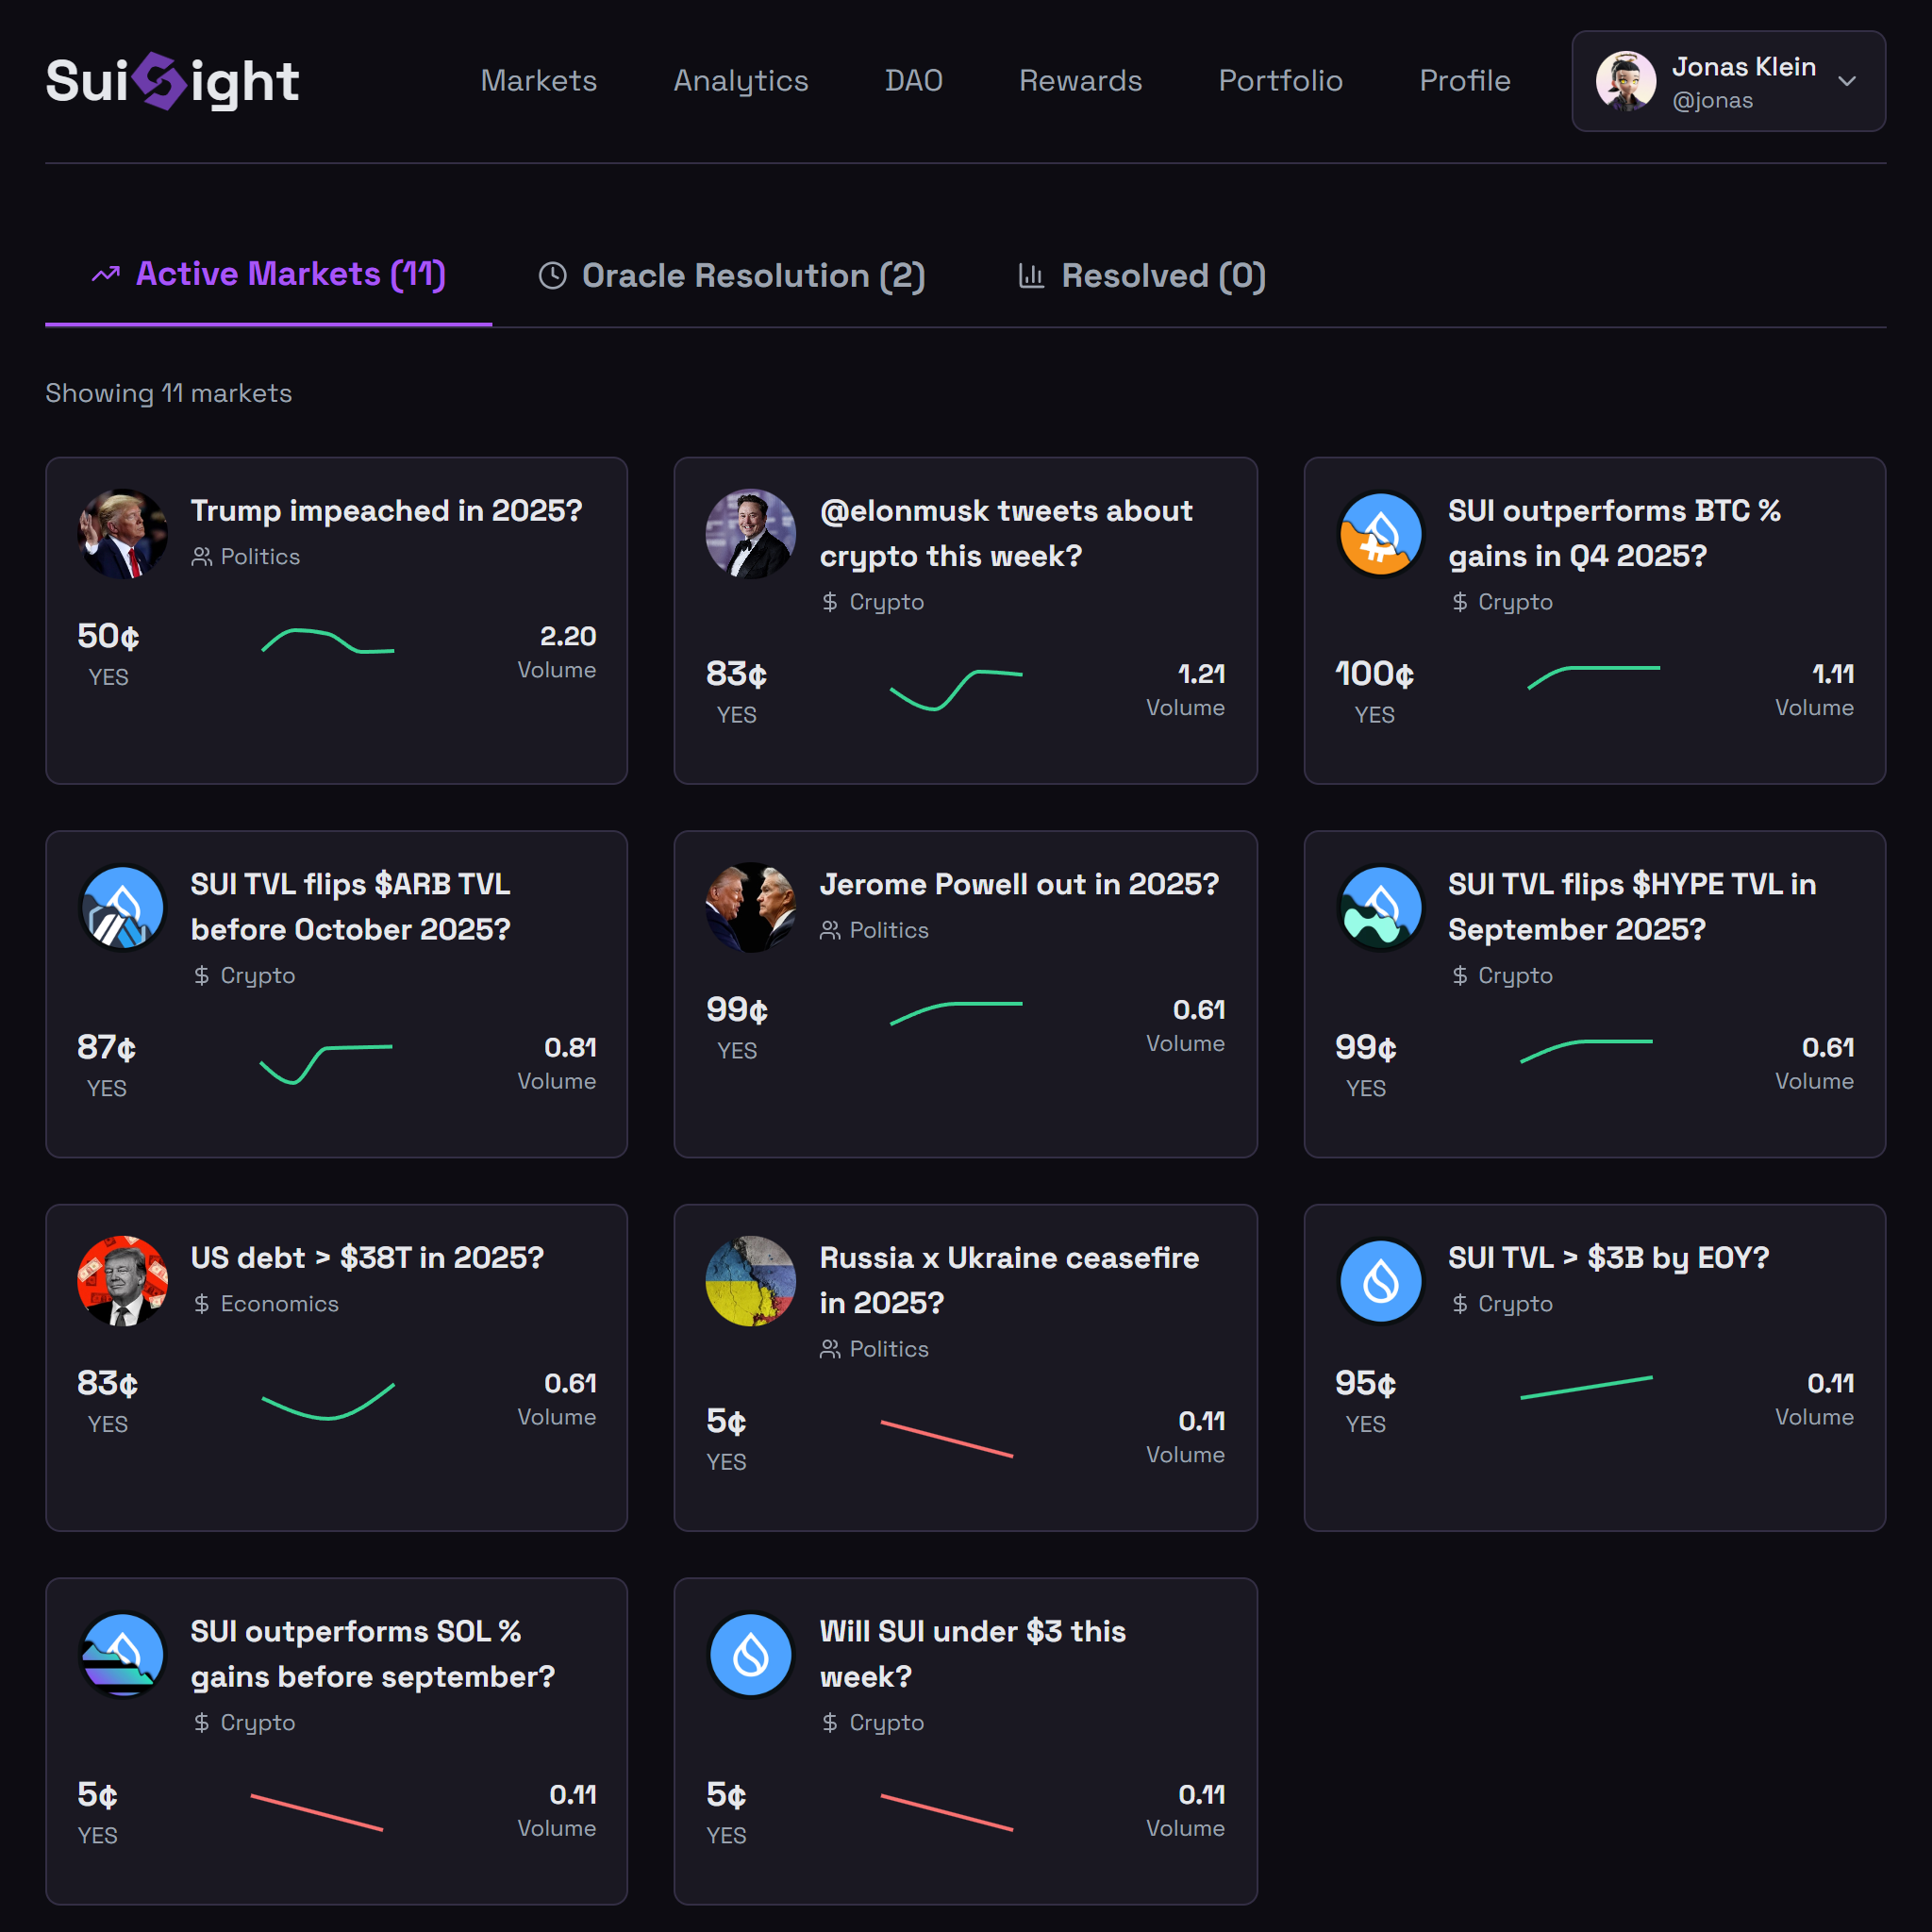 SuiSight
Markets
Analytics
DAO
Rewards
Portfolio
Profile
Jonas Klein
@jonas
Active Markets (11)
Oracle Resolution (2)
Resolved (0)
Showing 11 markets
Trump impeached in 2025?
Politics
50¢
YES
2.20
Volume
@elonmusk tweets about
crypto this week?
$ Crypto
83¢
YES
1.21
Volume
SUI outperforms BTC %
gains in Q4 2025?
$ Crypto
100¢
YES
1.11
Volume
SUI TVL flips $ARB TVL
before October 2025?
$ Crypto
87¢
YES
0.81
Volume
Jerome Powell out in 2025?
Politics
99¢
YES
0.61
Volume
SUI TVL flips $HYPE TVL in
September 2025?
$ Crypto
99¢
YES
0.61
Volume
US debt > $38T in 2025?
$ Economics
83¢
YES
0.61
Volume
Russia x Ukraine ceasefire
in 2025?
Politics
5¢
YES
0.11
Volume
SUI TVL > $3B by EOY?
$ Crypto
95¢
YES
0.11
Volume
SUI outperforms SOL %
gains before september?
$ Crypto
5¢
YES
0.11
Volume
Will SUI under $3 this
week?
$ Crypto
5¢
YES
0.11
Volume